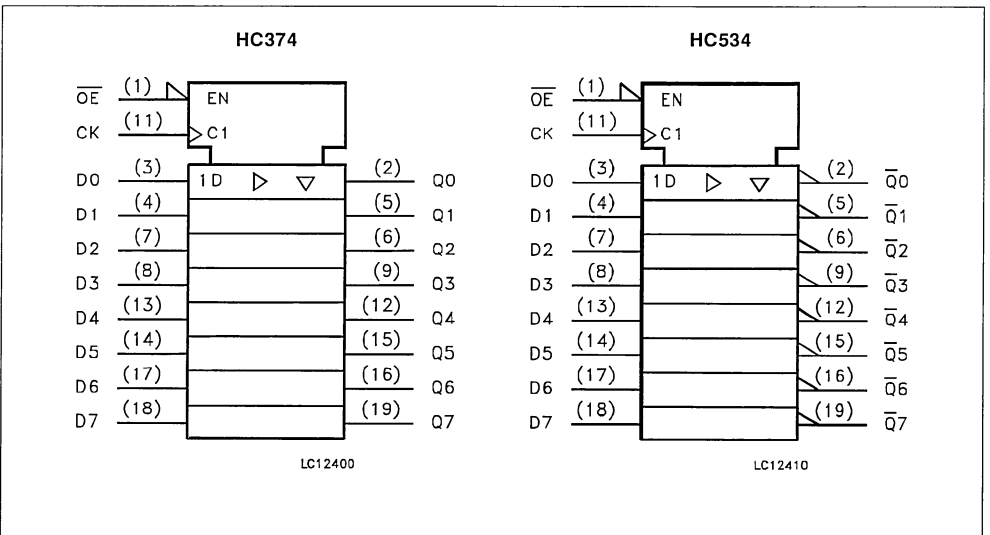 HC374
OE (1) EN
CK (11) C1
D0 (3) 1D (2) Q0
D1 (4) (5) Q1
D2 (7) (6) Q2
D3 (8) (9) Q3
D4 (13) (12) Q4
D5 (14) (15) Q5
D6 (17) (16) Q6
D7 (18) (19) Q7
LC12400
HC534
OE (1) EN
CK (11) C1
D0 (3) 1D (2) Q0
D1 (4) (5) Q1
D2 (7) (6) Q2
D3 (8) (9) Q3
D4 (13) (12) Q4
D5 (14) (15) Q5
D6 (17) (16) Q6
D7 (18) (19) Q7
LC12410